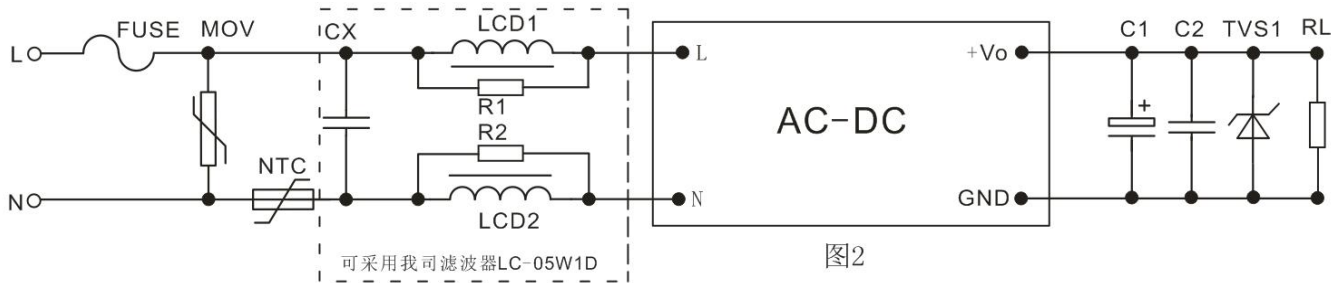 FUSE MOV CX LCD1 C1 C2 TVS1 RL
L L +Vo
R1
+
R2 AC-DC
NTC
N N GND
LCD2
图2
可采用我司滤波器LC-05W1D